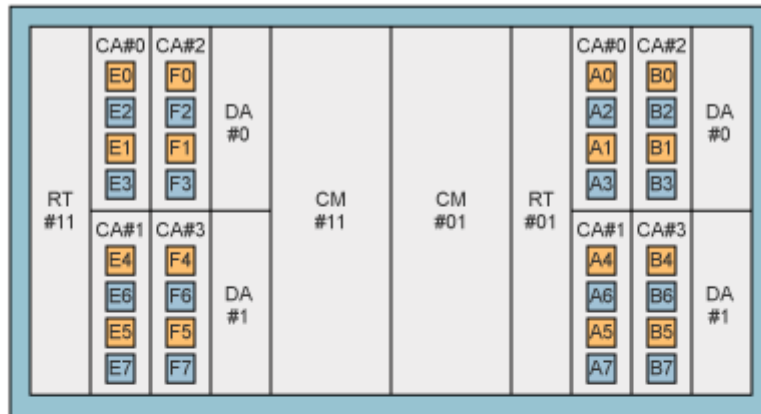 CA#0 CA#2
E0 F0
E2 F2
E1 F1
E3 F3
DA
#0
RT
#11
CA#1 CA#3
E4 F4
E6 F6
E5 F5
E7 F7
DA
#1
CM
#11
CM
#01
RT
#01
CA#0 CA#2
A0 B0
A2 B2
A1 B1
A3 B3
DA
#0
CA#1 CA#3
A4 B4
A6 B6
A5 B5
A7 B7
DA
#1